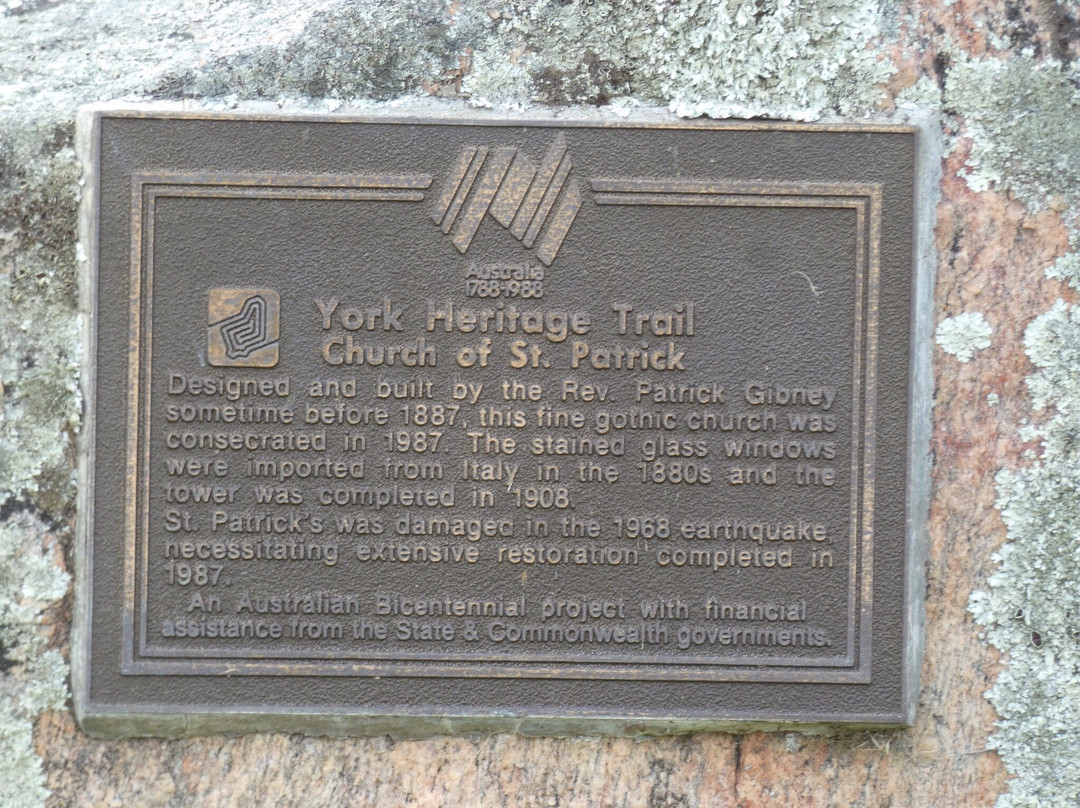 Australia
1788-1988
York Heritage Trail
Church of St. Patrick
Designed and built by the Rev. Patrick Gibney
sometime before 1887, this fine gothic church was
consecrated in 1987. The stained glass windows
were imported from Italy in the 1880s and the
tower was completed in 1908.
St. Patrick's was damaged in the 1968 earthquake,
necessitating extensive restoration completed in
1987.
An Australian Bicentennial project with financial
assistance from the State & Commonwealth governments.